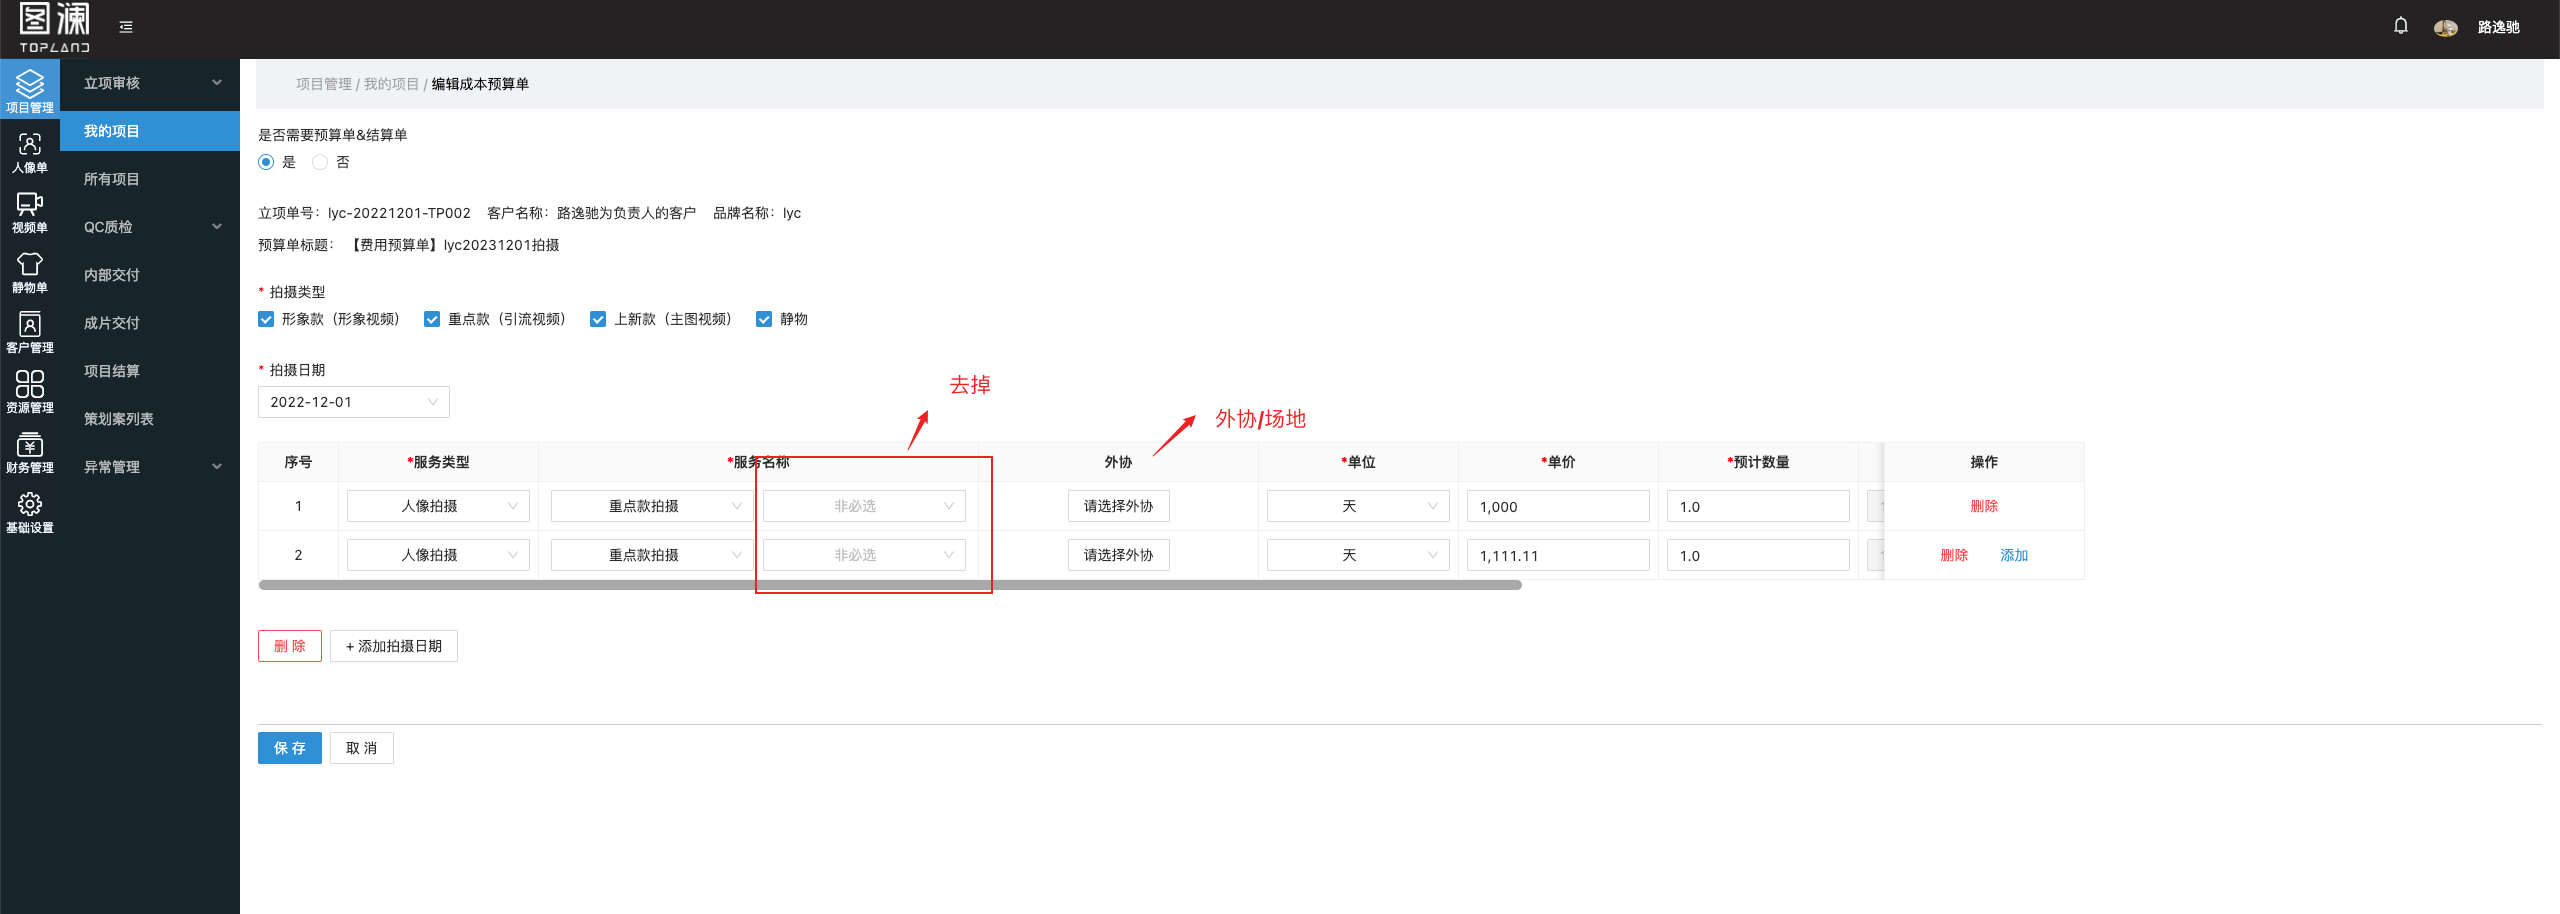 图澜
TOPLAND
路逸驰
项目管理
人像单
视频单
静物单
客户管理
资源管理
财务管理
基础设置
立项审核
我的项目
所有项目
QC质检
内部交付
成片交付
项目结算
策划案列表
异常管理
项目管理 / 我的项目 / 编辑成本预算单
是否需要预算单&结算单
是 否
立项单号：lyc-20221201-TP002 客户名称：路逸驰为负责人的客户 品牌名称：lyc
预算单标题：【费用预算单】lyc20231201拍摄
* 拍摄类型
形象款（形象视频） 重点款（引流视频） 上新款（主图视频） 静物
* 拍摄日期
2022-12-01
去掉
外协/场地
序号 *服务类型 *服务名称 外协 *单位 *单价 *预计数量 操作
1 人像拍摄 重点款拍摄 非必选 请选择外协 天 1,000 1.0 删除
2 人像拍摄 重点款拍摄 非必选 请选择外协 天 1,111.11 1.0 删除 添加
删 除 + 添加拍摄日期
保 存 取 消